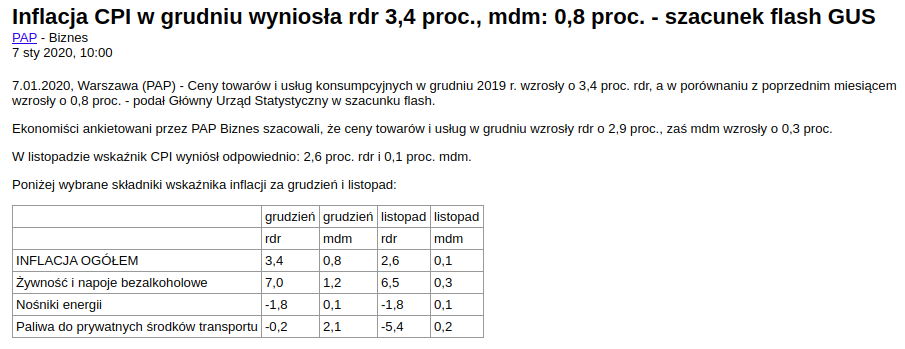 Inflacja CPI w grudniu wyniosła rdr 3,4 proc., mdm: 0,8 proc. - szacunek flash GUS
PAP - Biznes
7 sty 2020, 10:00
7.01.2020, Warszawa (PAP) - Ceny towarów i usług konsumpcyjnych w grudniu 2019 r. wzrosły o 3,4 proc. rdr, a w porównaniu z poprzednim miesiącem
wzrosły o 0,8 proc. - podał Główny Urząd Statystyczny w szacunku flash.
Ekonomiści ankietowani przez PAP Biznes szacowali, że ceny towarów i usług w grudniu wzrosły rdr o 2,9 proc., zaś mdm wzrosły o 0,3 proc.
W listopadzie wskaźnik CPI wyniósł odpowiednio: 2,6 proc. rdr i 0,1 proc. mdm.
Poniżej wybrane składniki wskaźnika inflacji za grudzień i listopad:
grudzień grudzień listopad listopad
rdr mdm rdr mdm
INFLACJA OGÓŁEM 3,4 0,8 2,6 0,1
Żywność i napoje bezalkoholowe 7,0 1,2 6,5 0,3
Nośniki energii -1,8 0,1 -1,8 0,1
Paliwa do prywatnych środków transportu -0,2 2,1 -5,4 0,2